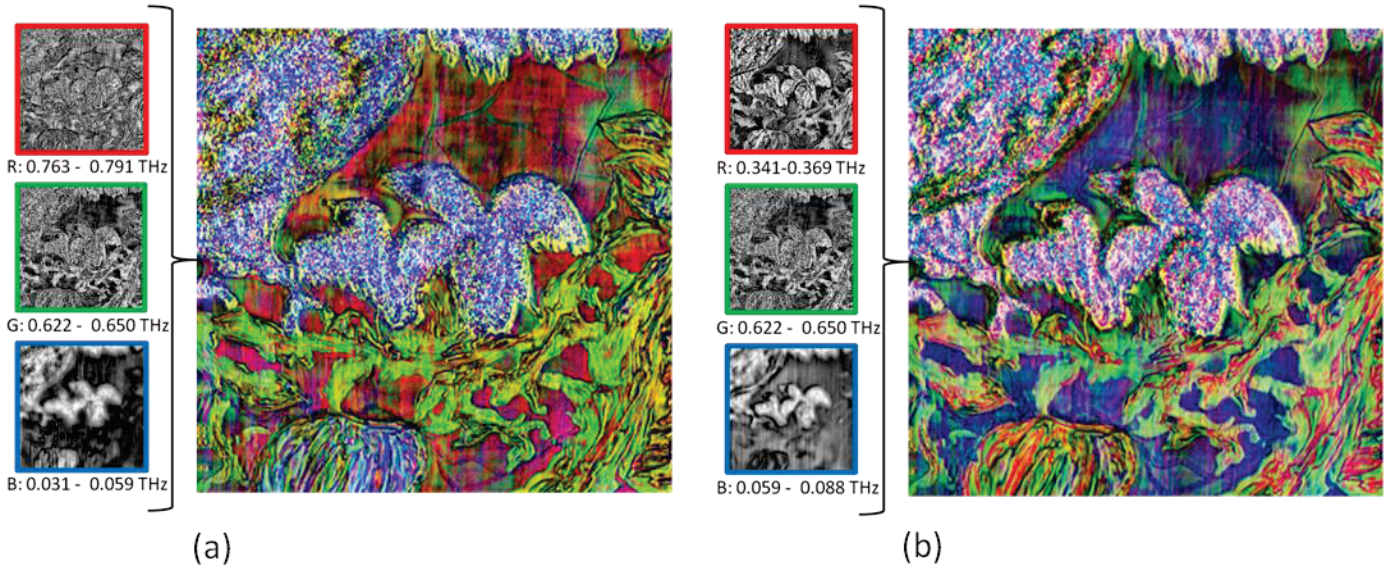 R: 0.763 - 0.791 THz
G: 0.622 - 0.650 THz
B: 0.031 - 0.059 THz
(a)
R: 0.341-0.369 THz
G: 0.622 - 0.650 THz
B: 0.059 - 0.088 THz
(b)